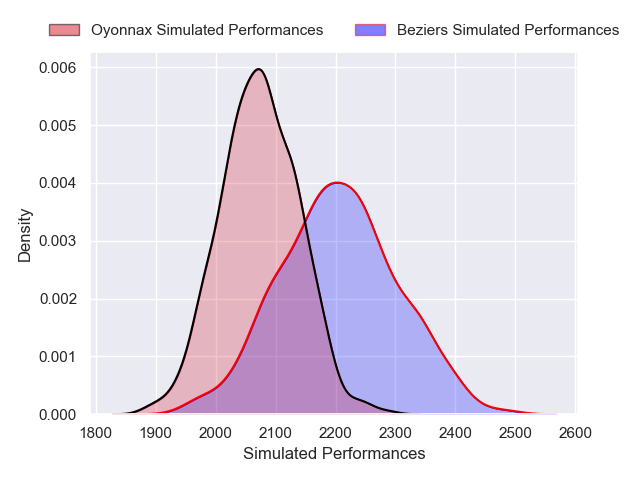 Oyonnax Simulated Performances Beziers Simulated Performances
0.006
0.005
0.004
0.003
0.002
0.001
0.000
Density
1800 1900 2000 2100 2200 2300 2400 2500 2600
Simulated Performances